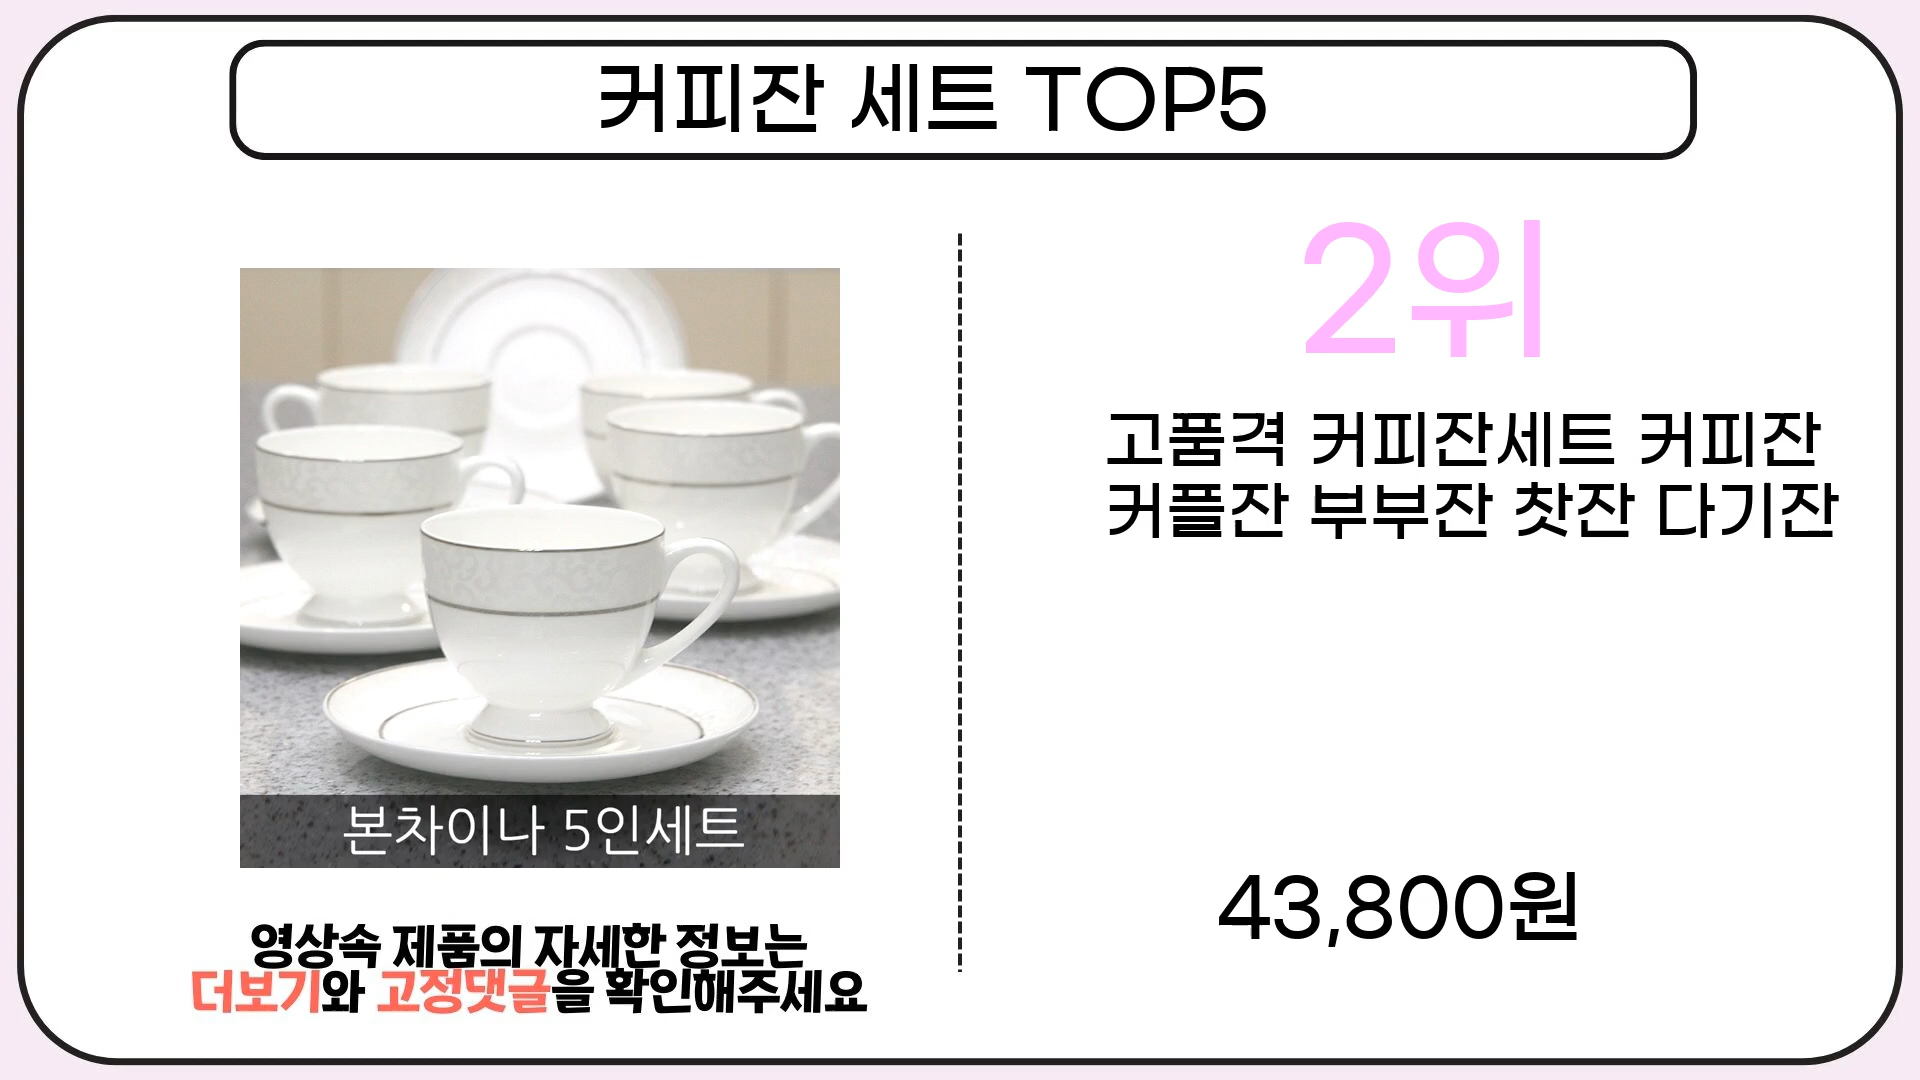 커피잔 세트 TOP5
2위
고품격 커피잔세트 커피잔
커플잔 부부잔 찻잔 다기잔
43,800원
본차이나 5인세트
영상속 제품의 자세한 정보는
더보기와 고정댓글을 확인해주세요